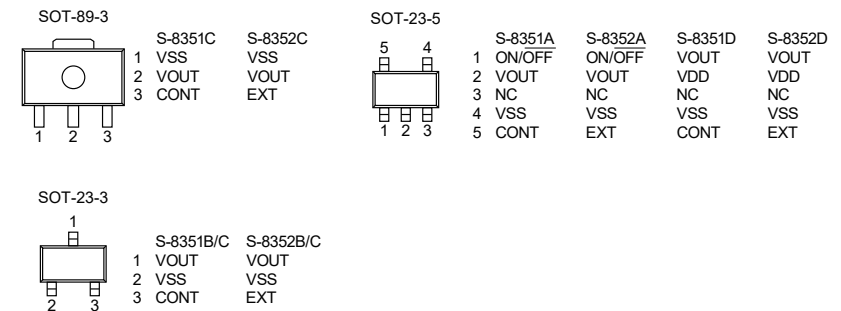 SOT-89-3
S-8351C S-8352C
1 VSS VSS
2 VOUT VOUT
3 CONT EXT
1 2 3
SOT-23-5
5 4
1 2 3
S-8351A S-8352A S-8351D S-8352D
1 ON/OFF ON/OFF VOUT VOUT
2 VOUT VOUT VDD VDD
3 NC NC NC NC
4 VSS VSS VSS VSS
5 CONT EXT CONT EXT
SOT-23-3
1
2 3
S-8351B/C S-8352B/C
1 VOUT VOUT
2 VSS VSS
3 CONT EXT